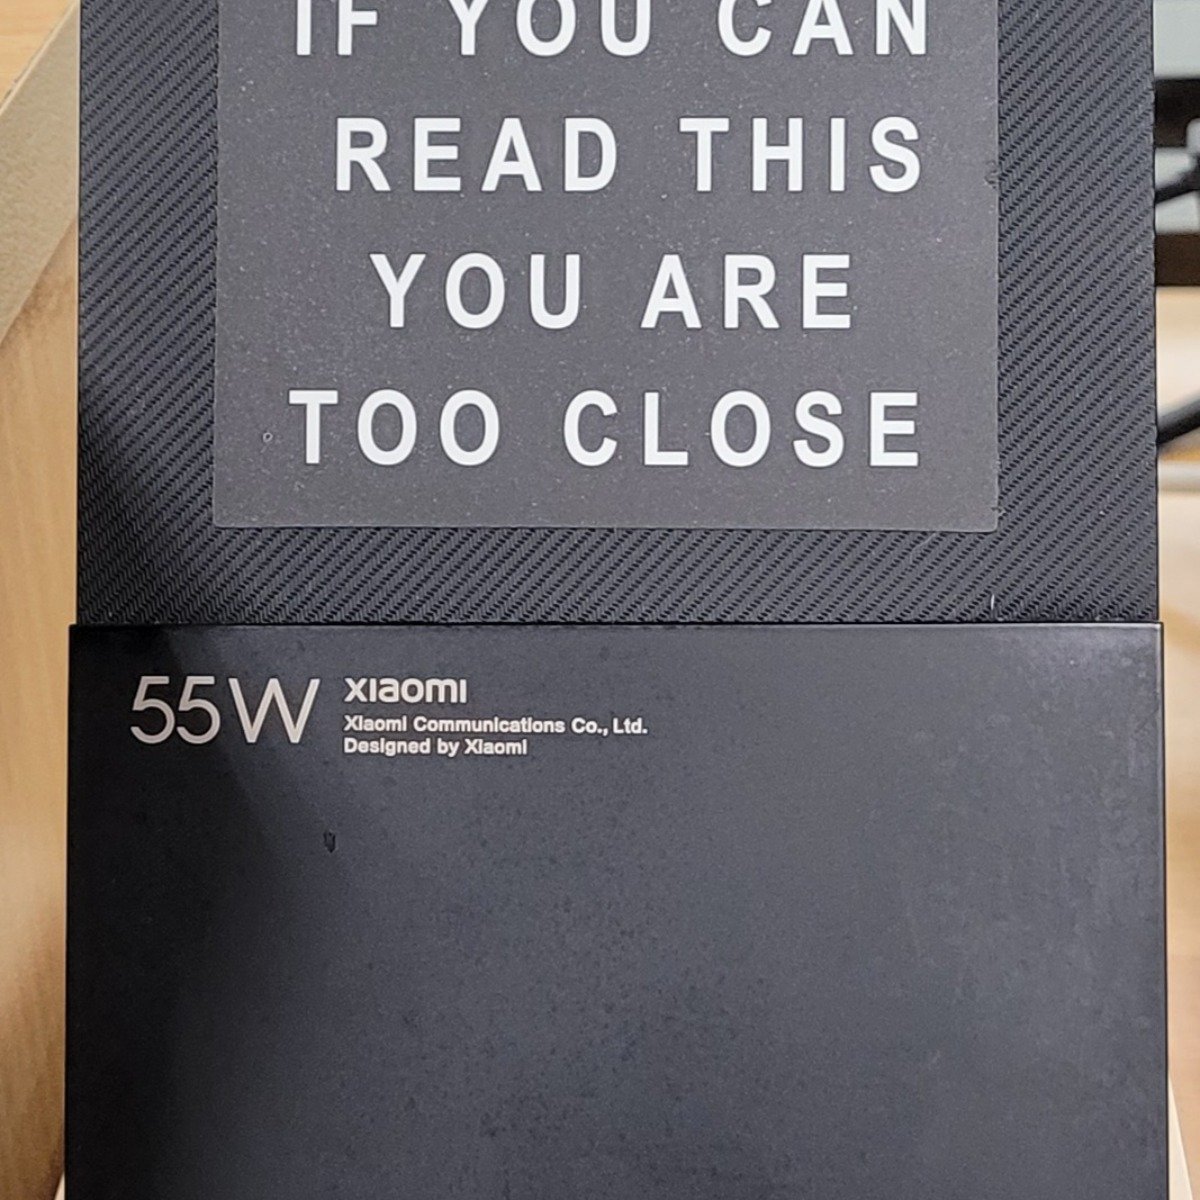 IF YOU CAN
READ THIS
YOU ARE
TOO CLOSE
55W
xiaomi
Xiaomi Communications Co., Ltd.
Designed by Xiaomi